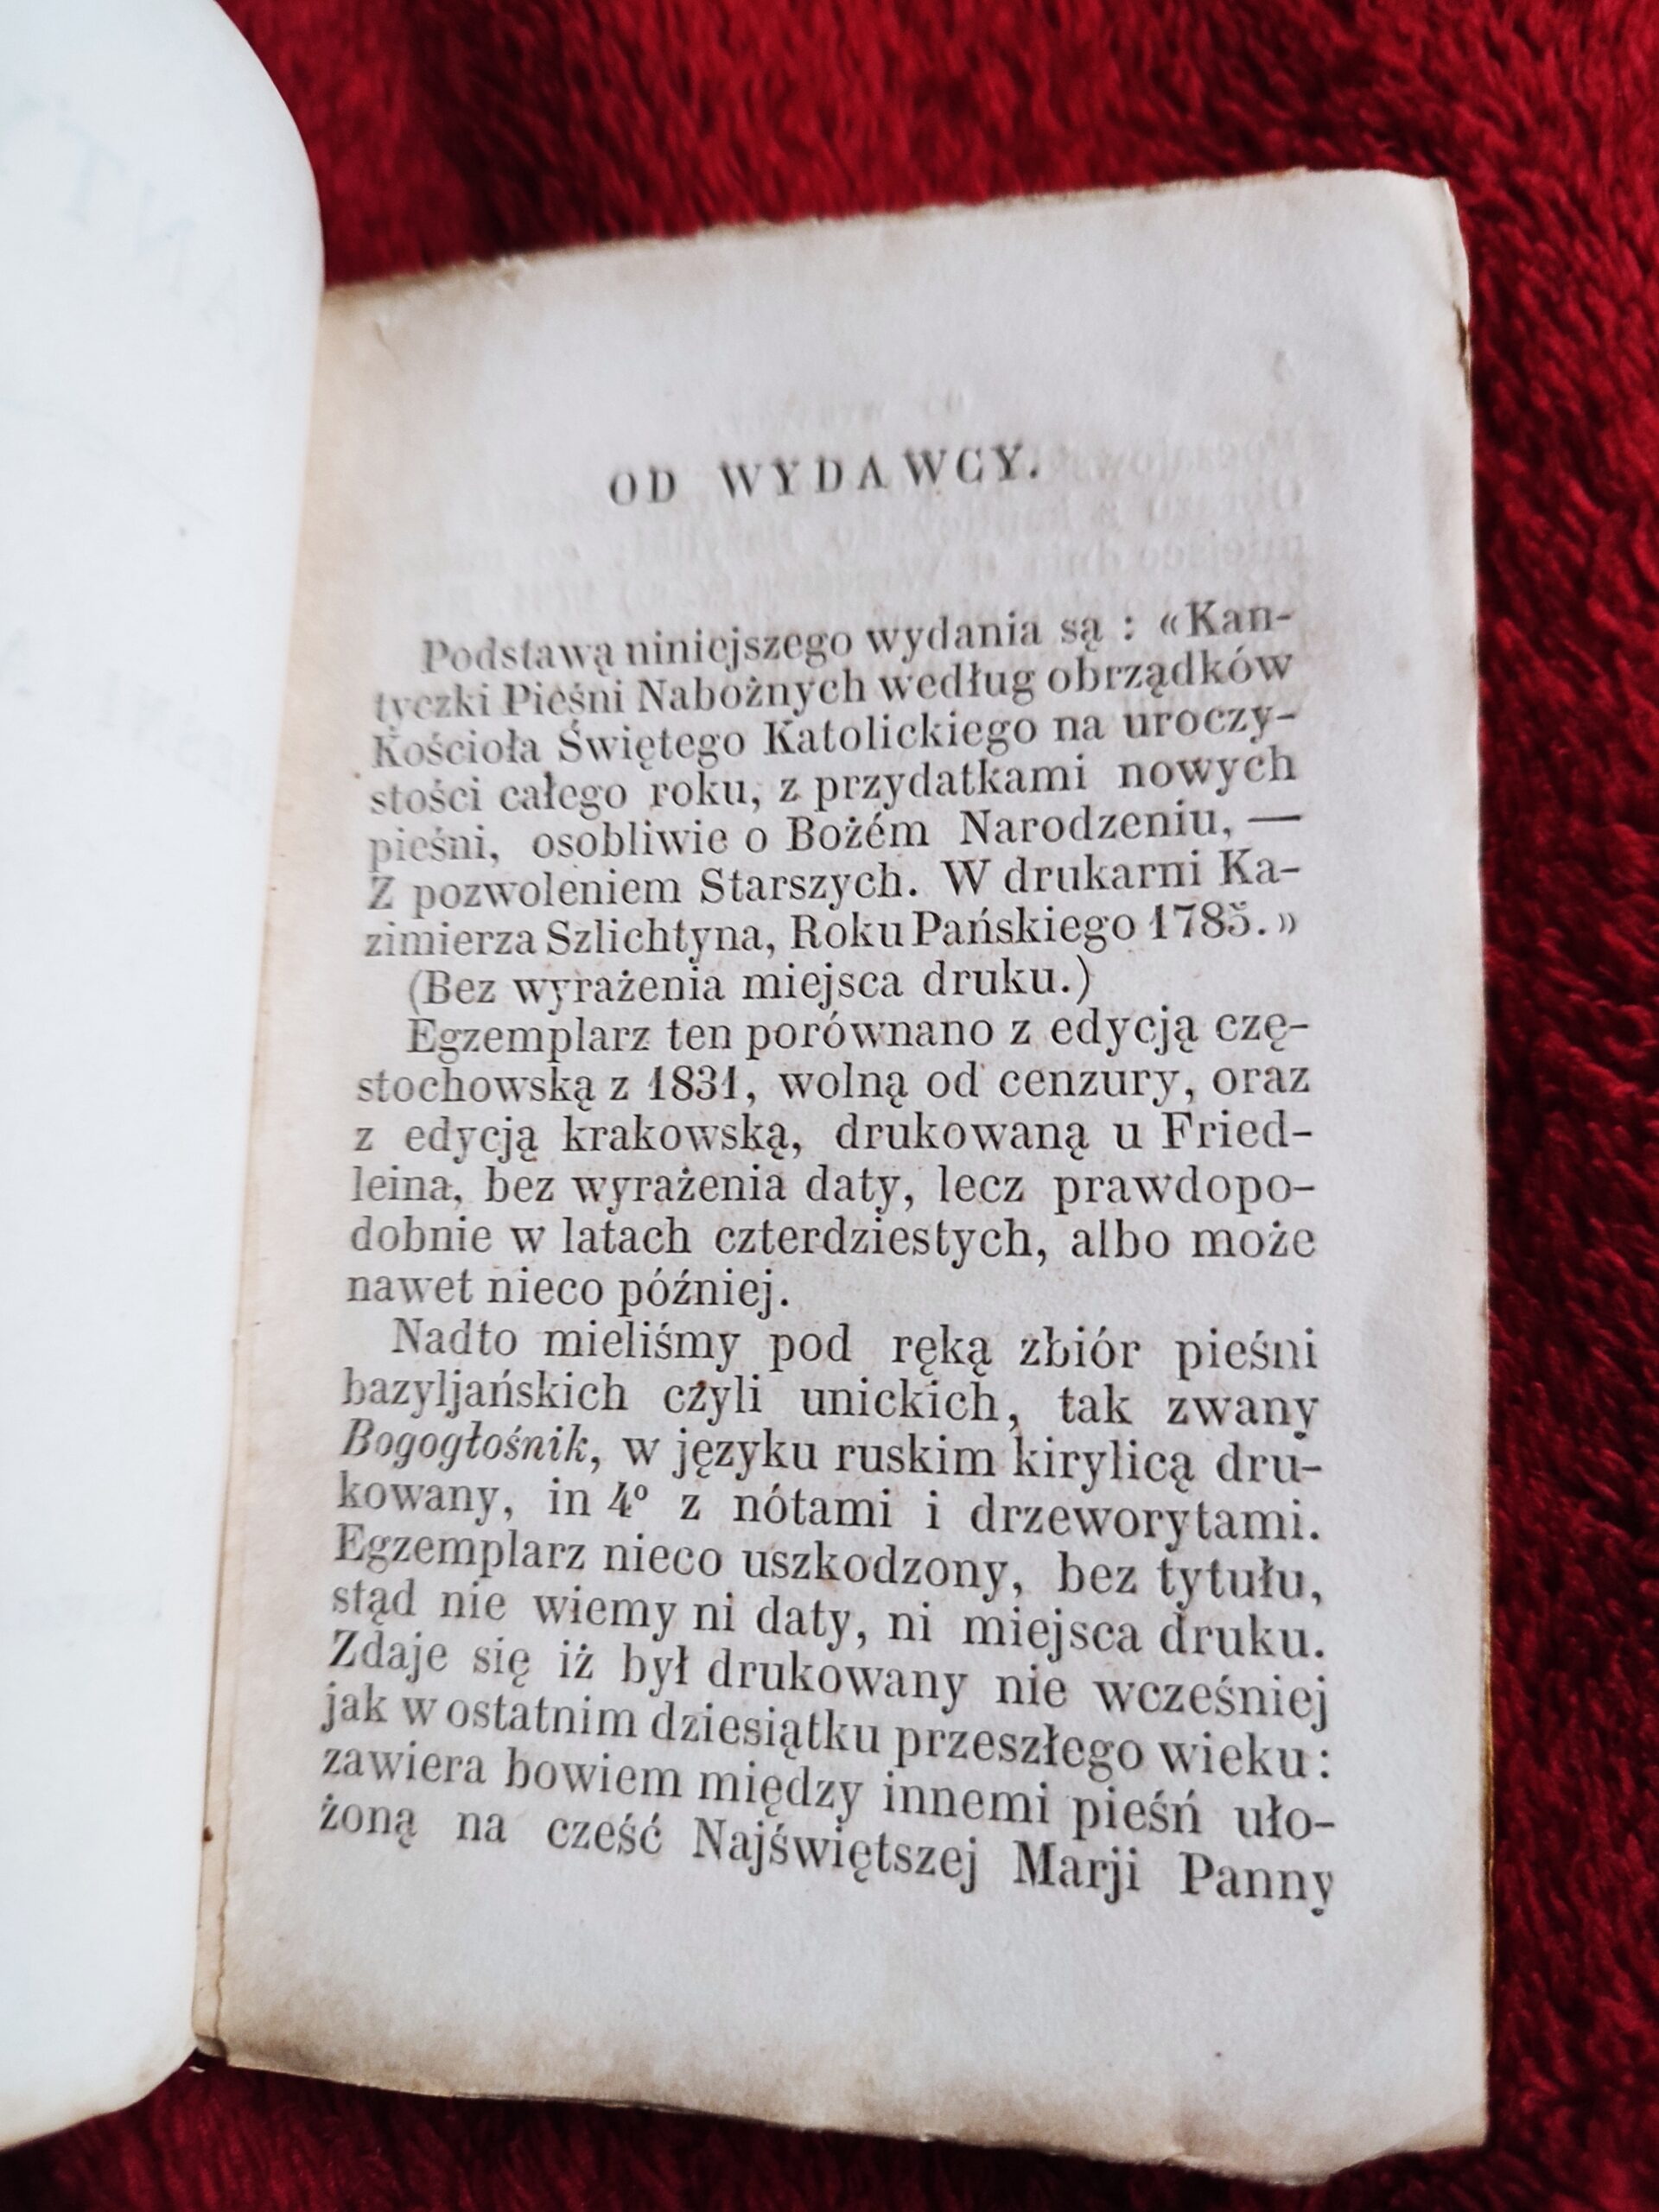 OD WYDAWCY.
Podstawą niniejszego wydania są : «Kan-
tyczki Pieśni Nabożnych według obrządków
Kościoła Świętego Katolickiego na uroczy-
stości całego roku, z przydatkami nowych
pieśni, osobliwie o Bożém Narodzeniu, —
Z pozwoleniem Starszych. W drukarni Ka-
zimierza Szlichtyna, Roku Pańskiego 1785.»
(Bez wyrażenia miejsca druku.)
Egzemplarz ten porównano z edycją czę-
stochowską z 1831, wolną od cenzury, oraz
z edycją krakowską, drukowaną u Fried-
leina, bez wyrażenia daty, lecz prawdopo-
dobnie w latach czterdziestych, albo może
nawet nieco później.
Nadto mieliśmy pod ręką zbiór pieśni
bazyljańskich czyli unickich, tak zwany
Bogogłośnik, w języku ruskim kirylicą dru-
kowany, in 4º z nótami i drzeworytami.
Egzemplarz nieco uszkodzony, bez tytułu,
stąd nie wiemy ni daty, ni miejsca druku.
Zdaje się iż był drukowany nie wcześniej
jak w ostatnim dziesiątku przeszłego wieku:
zawiera bowiem między innemi pieśń uło-
żoną na cześć Najświętszej Marji Panny